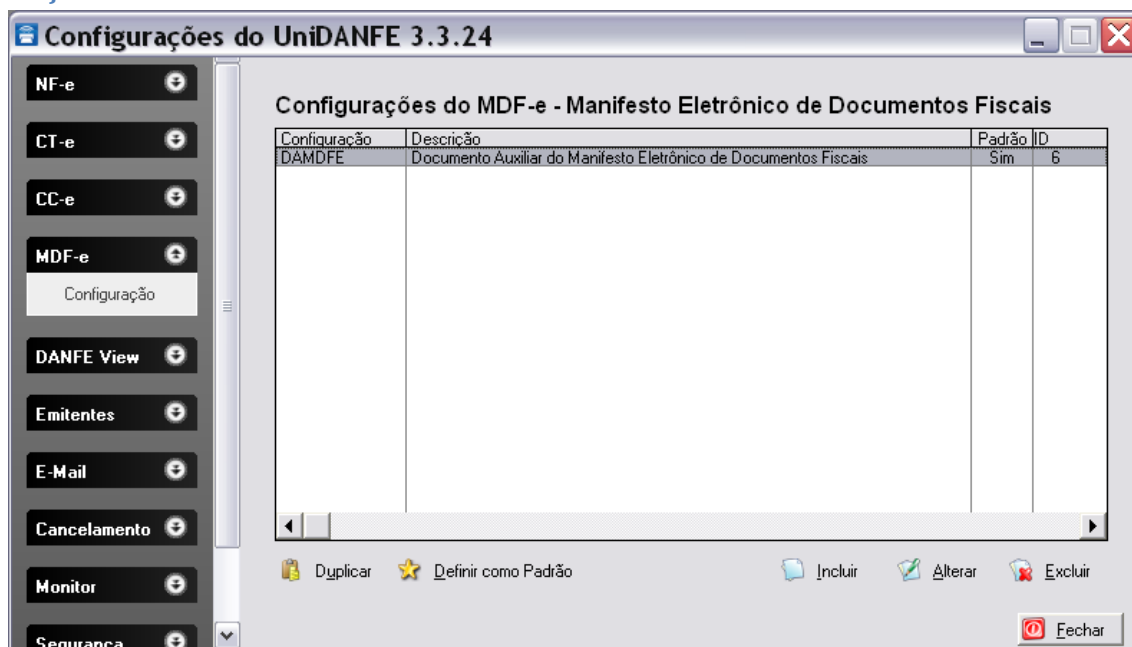 Configurações do UniDANFE 3.3.24
NF-e
CT-e
CC-e
MDF-e
Configuração
DANFE View
Emitentes
E-Mail
Cancelamento
Monitor
Segurança
Configurações do MDF-e - Manifesto Eletrônico de Documentos Fiscais
Configuração Descrição Padrão ID
DAMDFE Documento Auxiliar do Manifesto Eletrônico de Documentos Fiscais Sim 6
Duplicar Definir como Padrão Incluir Alterar Excluir
Fechar